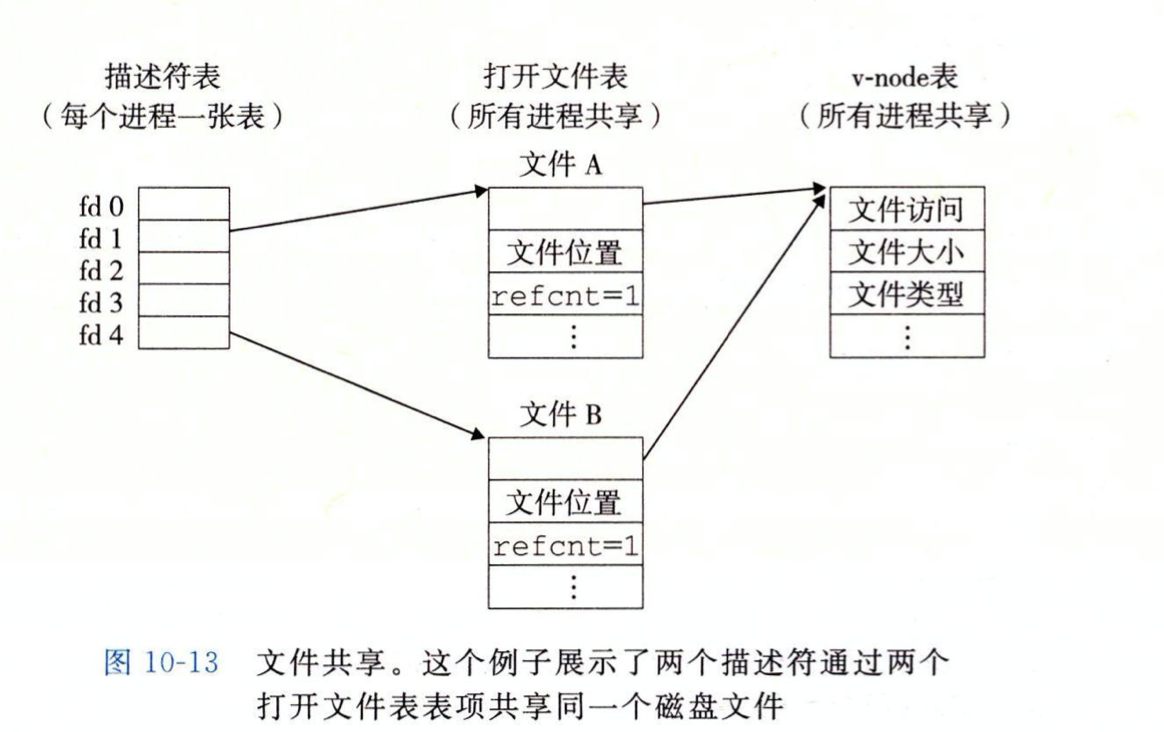 描述符表
（每个进程一张表）
打开文件表
（所有进程共享）
v-node表
（所有进程共享）
文件 A
fd 0
fd 1
fd 2
fd 3
fd 4
文件位置
refcnt=1
⋮
文件访问
文件大小
文件类型
⋮
文件 B
文件位置
refcnt=1
⋮
图 10-13 文件共享。这个例子展示了两个描述符通过两个
打开文件表表项共享同一个磁盘文件